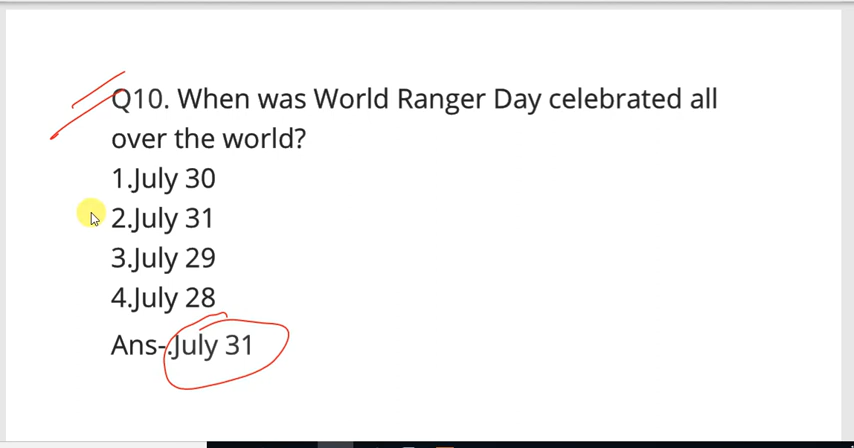 Q10. When was World Ranger Day celebrated all
over the world?
1.July 30
2.July 31
3.July 29
4.July 28
Ans-.July 31